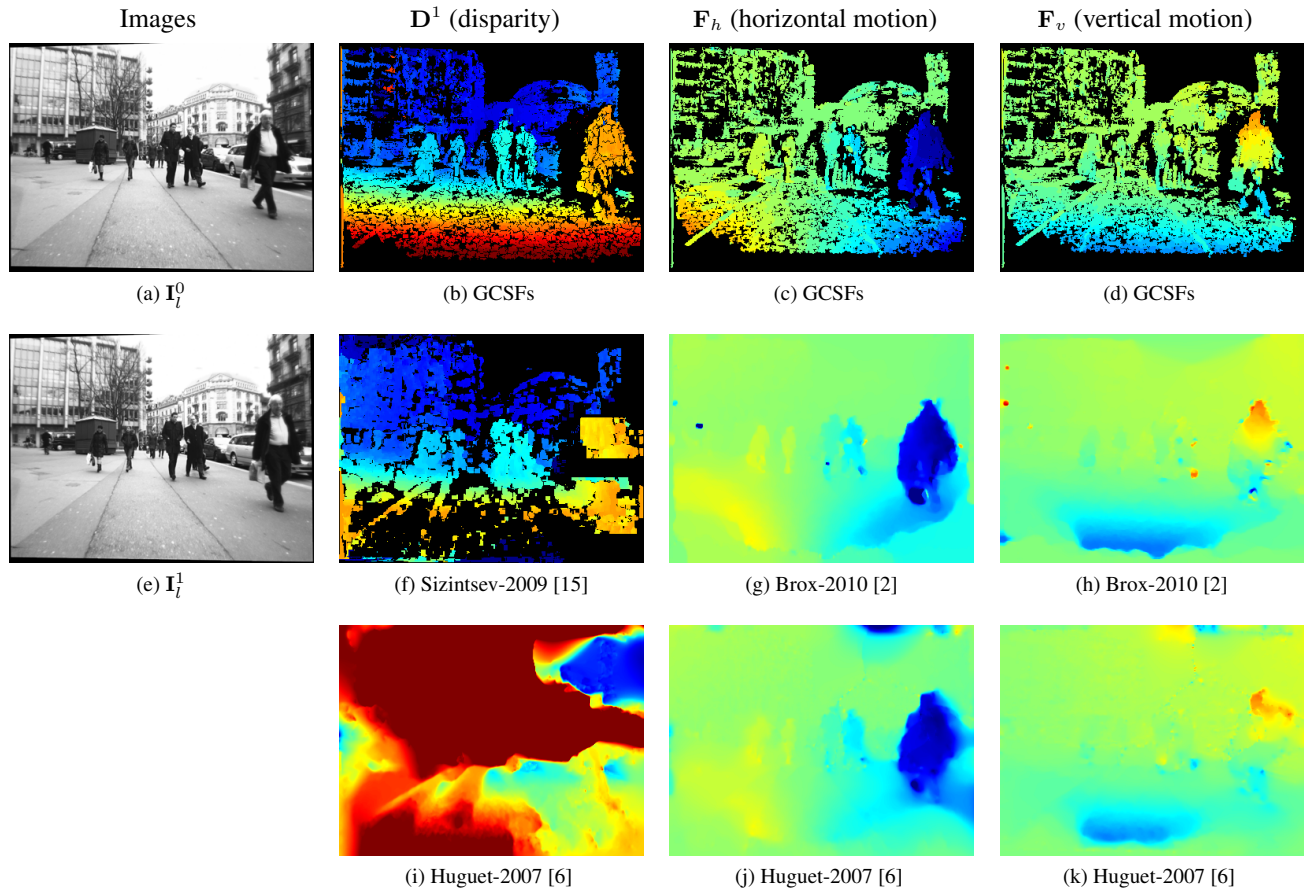 Images
D¹ (disparity)
F_h (horizontal motion)
F_v (vertical motion)
(a) I_l^0
(b) GCSFs
(c) GCSFs
(d) GCSFs
(e) I_l^1
(f) Sizintsev-2009 [15]
(g) Brox-2010 [2]
(h) Brox-2010 [2]
(i) Huguet-2007 [6]
(j) Huguet-2007 [6]
(k) Huguet-2007 [6]